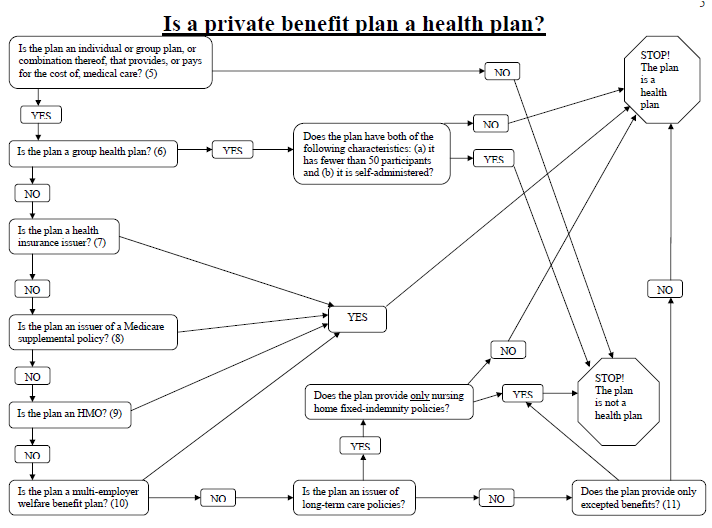 5
Is a private benefit plan a health plan?
Is the plan an individual or group plan, or
combination thereof, that provides, or pays
for the cost of, medical care? (5)
NO
STOP!
The plan
is a
health
plan
YES
Is the plan a group health plan? (6)
YES
Does the plan have both of the
following characteristics: (a) it
has fewer than 50 participants
and (b) it is self-administered?
NO
YES
NO
Is the plan a health
insurance issuer? (7)
NO
NO
YES
Is the plan an issuer of a Medicare
supplemental policy? (8)
NO
NO
STOP!
The plan
is not a
health plan
Does the plan provide only nursing
home fixed-indemnity policies?
YES
Is the plan an HMO? (9)
YES
NO
Is the plan a multi-employer
welfare benefit plan? (10)
NO
Is the plan an issuer of
long-term care policies?
NO
Does the plan provide only
excepted benefits? (11)